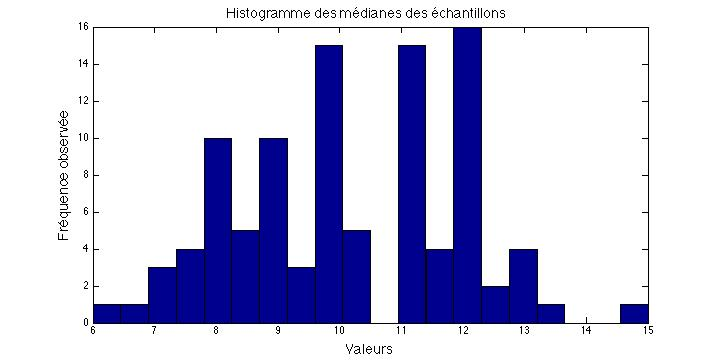 Histogramme des médianes des échantillons
16
14
12
10
8
6
4
2
0
Fréquence observée
6 7 8 9 10 11 12 13 14 15
Valeurs